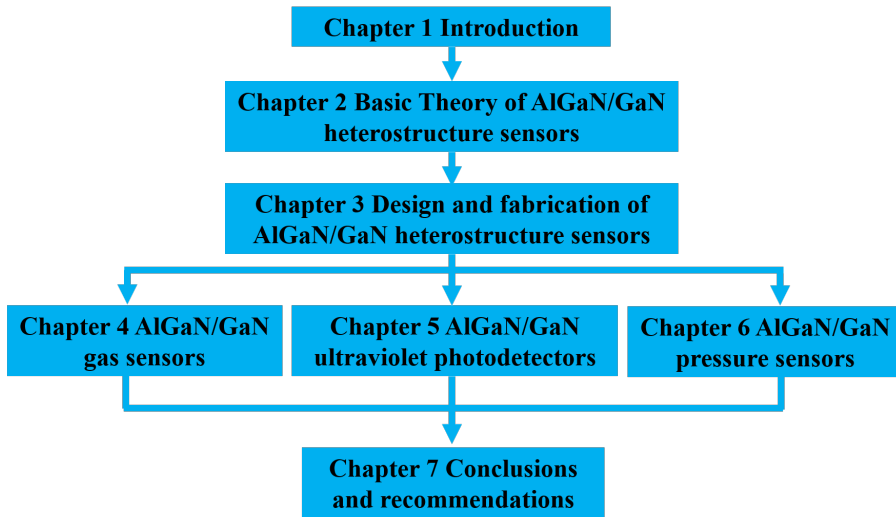 Chapter 1 Introduction
Chapter 2 Basic Theory of AlGaN/GaN
heterostructure sensors
Chapter 3 Design and fabrication of
AlGaN/GaN heterostructure sensors
Chapter 4 AlGaN/GaN
gas sensors
Chapter 5 AlGaN/GaN
ultraviolet photodetectors
Chapter 6 AlGaN/GaN
pressure sensors
Chapter 7 Conclusions
and recommendations